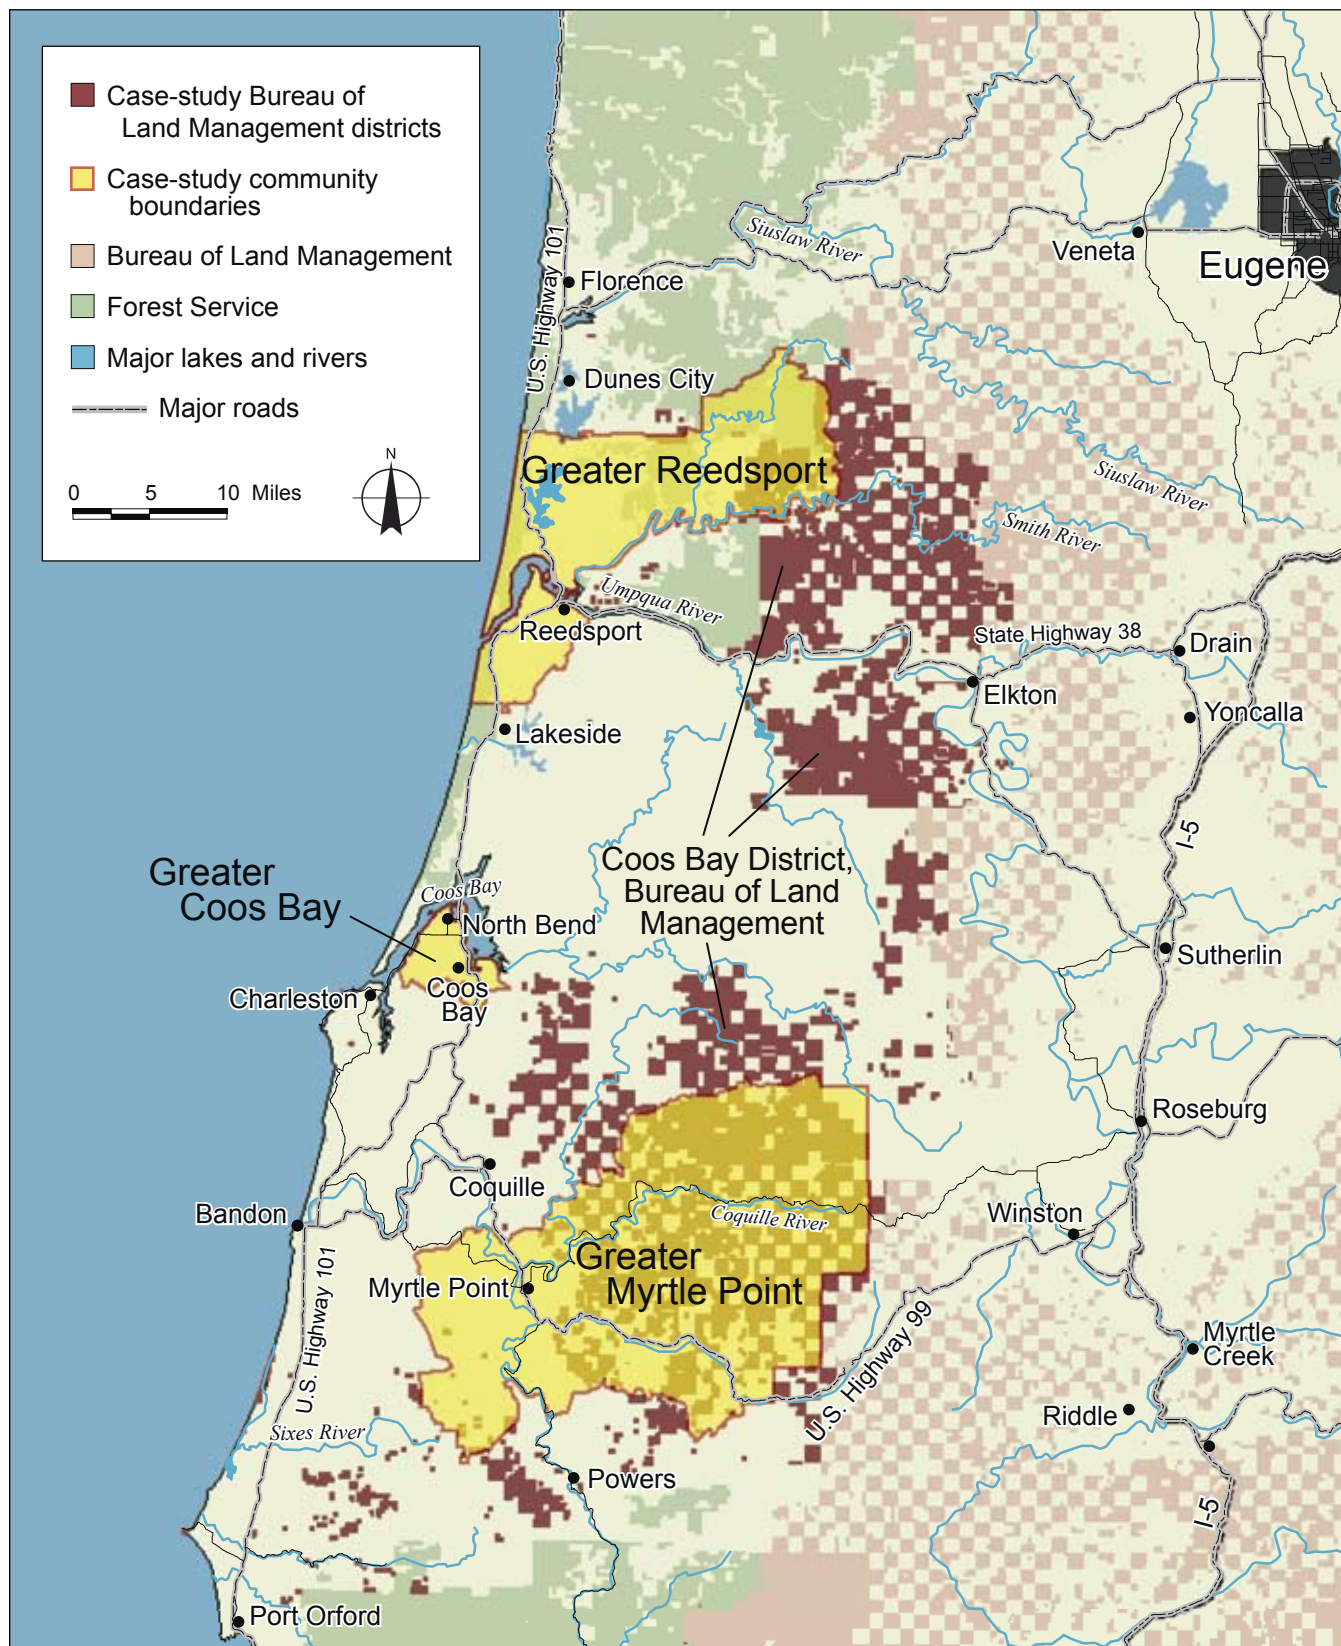 Case-study Bureau of
Land Management districts
Case-study community
boundaries
Bureau of Land Management
Forest Service
Major lakes and rivers
Major roads
N
0 5 10 Miles
Siuslaw River
Veneta
Eugene
U.S. Highway 101
Florence
Dunes City
Greater Reedsport
Siuslaw River
Smith River
Umpqua River
Reedsport
State Highway 38
Drain
Elkton
Yoncalla
Lakeside
I-5
Coos Bay District,
Bureau of Land
Management
Greater
Coos Bay
Coos Bay
North Bend
Sutherlin
Coos
Bay
Charleston
Roseburg
Coquille
Bandon
Coquille River
Winston
Greater
Myrtle Point
Myrtle Point
U.S. Highway 101
U.S. Highway 99
Myrtle
Creek
Riddle
Sixes River
Powers
I-5
Port Orford